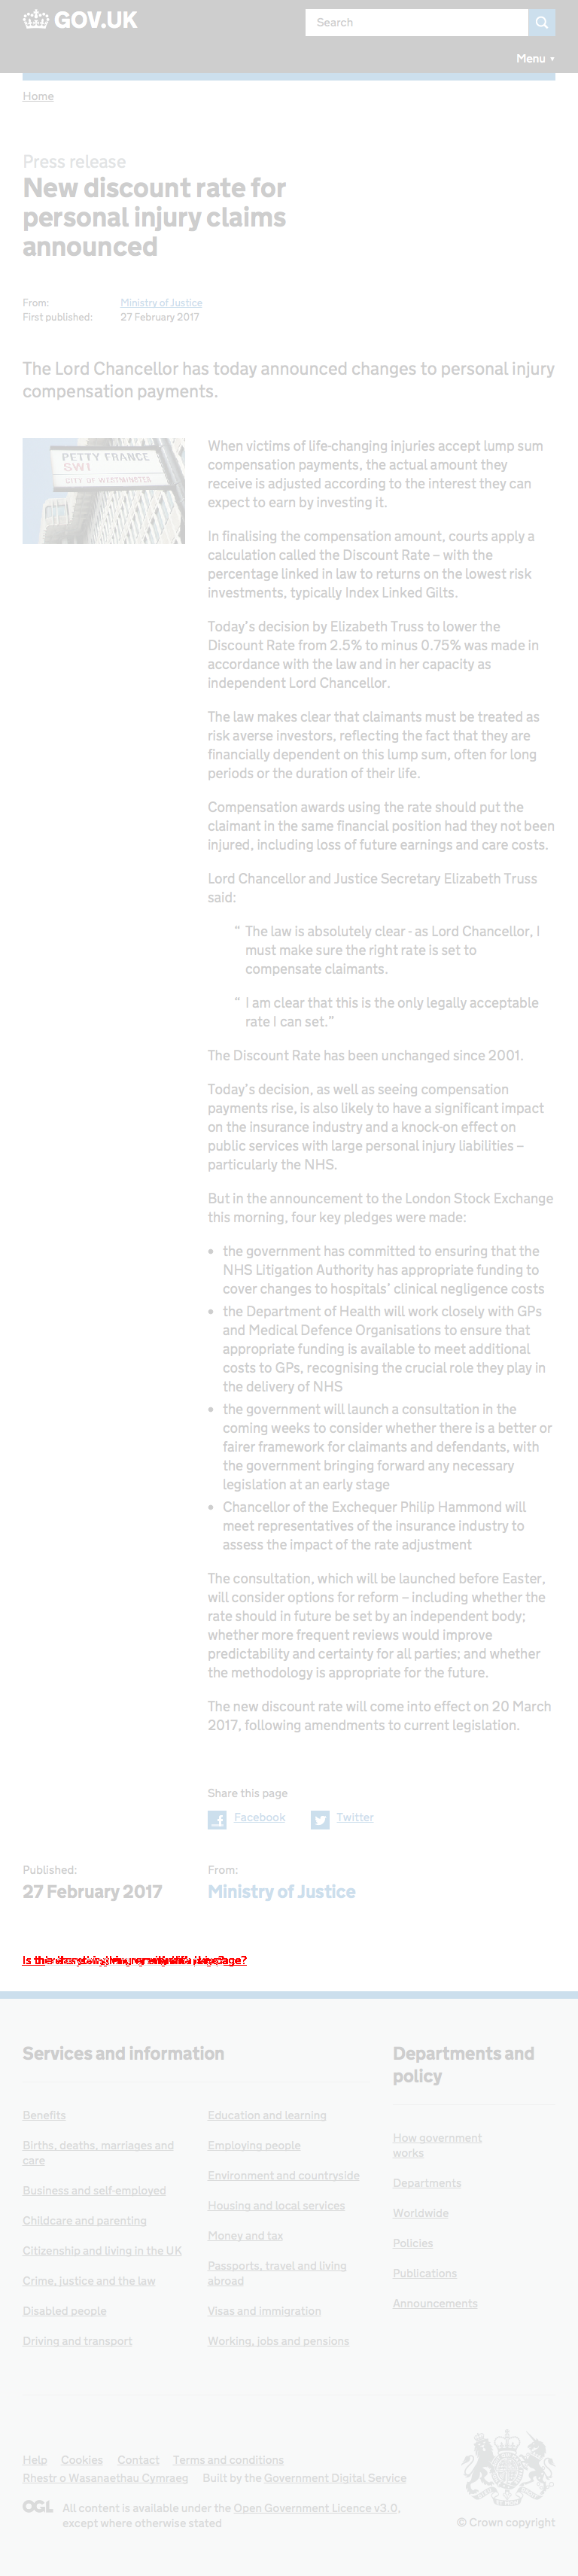 GOV.UK
Search
Menu ▼
Home
Press release
New discount rate for
personal injury claims
announced
From: Ministry of Justice
First published: 27 February 2017
The Lord Chancellor has today announced changes to personal injury
compensation payments.
PETTY FRANCE
SW1
CITY OF WESTMINSTER
When victims of life-changing injuries accept lump sum
compensation payments, the actual amount they
receive is adjusted according to the interest they can
expect to earn by investing it.
In finalising the compensation amount, courts apply a
calculation called the Discount Rate – with the
percentage linked in law to returns on the lowest risk
investments, typically Index Linked Gilts.
Today’s decision by Elizabeth Truss to lower the
Discount Rate from 2.5% to minus 0.75% was made in
accordance with the law and in her capacity as
independent Lord Chancellor.
The law makes clear that claimants must be treated as
risk averse investors, reflecting the fact that they are
financially dependent on this lump sum, often for long
periods or the duration of their life.
Compensation awards using the rate should put the
claimant in the same financial position had they not been
injured, including loss of future earnings and care costs.
Lord Chancellor and Justice Secretary Elizabeth Truss
said:
“ The law is absolutely clear - as Lord Chancellor, I
must make sure the right rate is set to
compensate claimants.
“ I am clear that this is the only legally acceptable
rate I can set.”
The Discount Rate has been unchanged since 2001.
Today’s decision, as well as seeing compensation
payments rise, is also likely to have a significant impact
on the insurance industry and a knock-on effect on
public services with large personal injury liabilities –
particularly the NHS.
But in the announcement to the London Stock Exchange
this morning, four key pledges were made:
• the government has committed to ensuring that the
NHS Litigation Authority has appropriate funding to
cover changes to hospitals’ clinical negligence costs
• the Department of Health will work closely with GPs
and Medical Defence Organisations to ensure that
appropriate funding is available to meet additional
costs to GPs, recognising the crucial role they play in
the delivery of NHS
• the government will launch a consultation in the
coming weeks to consider whether there is a better or
fairer framework for claimants and defendants, with
the government bringing forward any necessary
legislation at an early stage
• Chancellor of the Exchequer Philip Hammond will
meet representatives of the insurance industry to
assess the impact of the rate adjustment
The consultation, which will be launched before Easter,
will consider options for reform – including whether the
rate should in future be set by an independent body;
whether more frequent reviews would improve
predictability and certainty for all parties; and whether
the methodology is appropriate for the future.
The new discount rate will come into effect on 20 March
2017, following amendments to current legislation.
Share this page
Facebook Twitter
Published: From:
27 February 2017 Ministry of Justice
Services and information
Benefits
Births, deaths, marriages and
care
Business and self-employed
Childcare and parenting
Citizenship and living in the UK
Crime, justice and the law
Disabled people
Driving and transport
Education and learning
Employing people
Environment and countryside
Housing and local services
Money and tax
Passports, travel and living
abroad
Visas and immigration
Working, jobs and pensions
Departments and
policy
How government
works
Departments
Worldwide
Policies
Publications
Announcements
Help Cookies Contact Terms and conditions
Rhestr o Wasanaethau Cymraeg Built by the Government Digital Service
OGL All content is available under the Open Government Licence v3.0,
except where otherwise stated
© Crown copyright